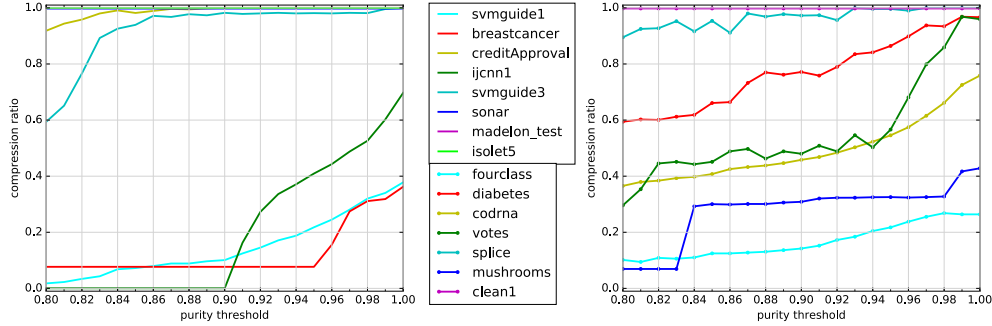 1.0
0.8
0.6
0.4
0.2
0.0
compression ratio
0.80 0.82 0.84 0.86 0.88 0.90 0.92 0.94 0.96 0.98 1.00
purity threshold
svmguide1
breastcancer
creditApproval
ijcnn1
svmguide3
sonar
madelon_test
isolet5
fourclass
diabetes
codrna
votes
splice
mushrooms
clean1
1.0
0.8
0.6
0.4
0.2
0.0
compression ratio
0.80 0.82 0.84 0.86 0.88 0.90 0.92 0.94 0.96 0.98 1.00
purity threshold